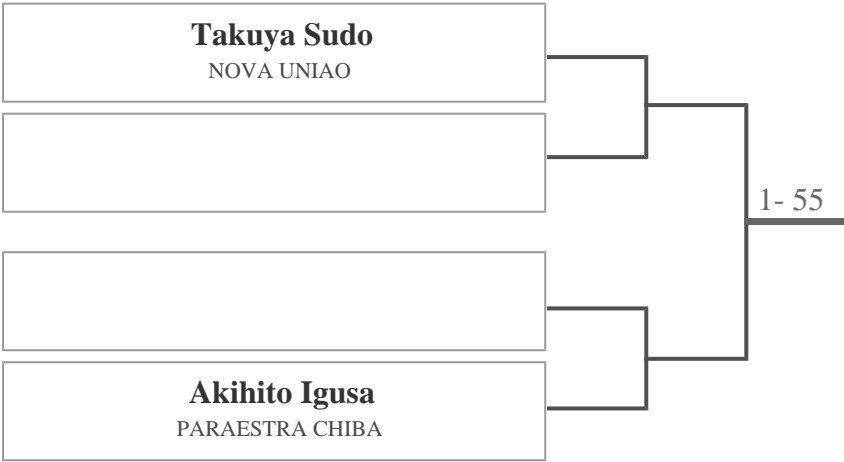 Takuya Sudo
NOVA UNIAO
1- 55
Akihito Igusa
PARAESTRA CHIBA